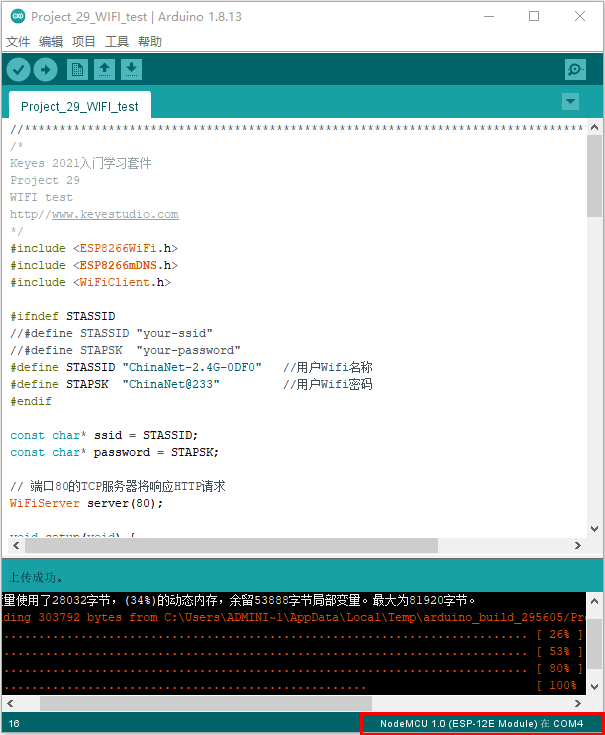 Project_29_WIFI_test | Arduino 1.8.13
文件 编辑 项目 工具 帮助
Project_29_WIFI_test
//********************************************************************************
/*
Keyes 2021入门学习套件
Project 29
WIFI test
http//www.keyestudio.com
*/
#include <ESP8266WiFi.h>
#include <ESP8266mDNS.h>
#include <WiFiClient.h>
#ifndef STASSID
//#define STASSID "your-ssid"
//#define STAPSK  "your-password"
#define STASSID "ChinaNet-2.4G-0DF0"   //用户Wifi名称
#define STAPSK  "ChinaNet@233"         //用户Wifi密码
#endif
const char* ssid = STASSID;
const char* password = STAPSK;
// 端口80的TCP服务器将响应HTTP请求
WiFiServer server(80);
void setup(void) {
上传成功。
量使用了28032字节，(34%)的动态内存，余留53888字节局部变量。最大为81920字节。
ding 303792 bytes from C:\Users\ADMINI~1\AppData\Local\Temp\arduino_build_295605/Pro
................................................................................ [ 26% ]
................................................................................ [ 53% ]
................................................................................ [ 80% ]
....................................................... [ 100%
16
NodeMCU 1.0 (ESP-12E Module) 在 COM4